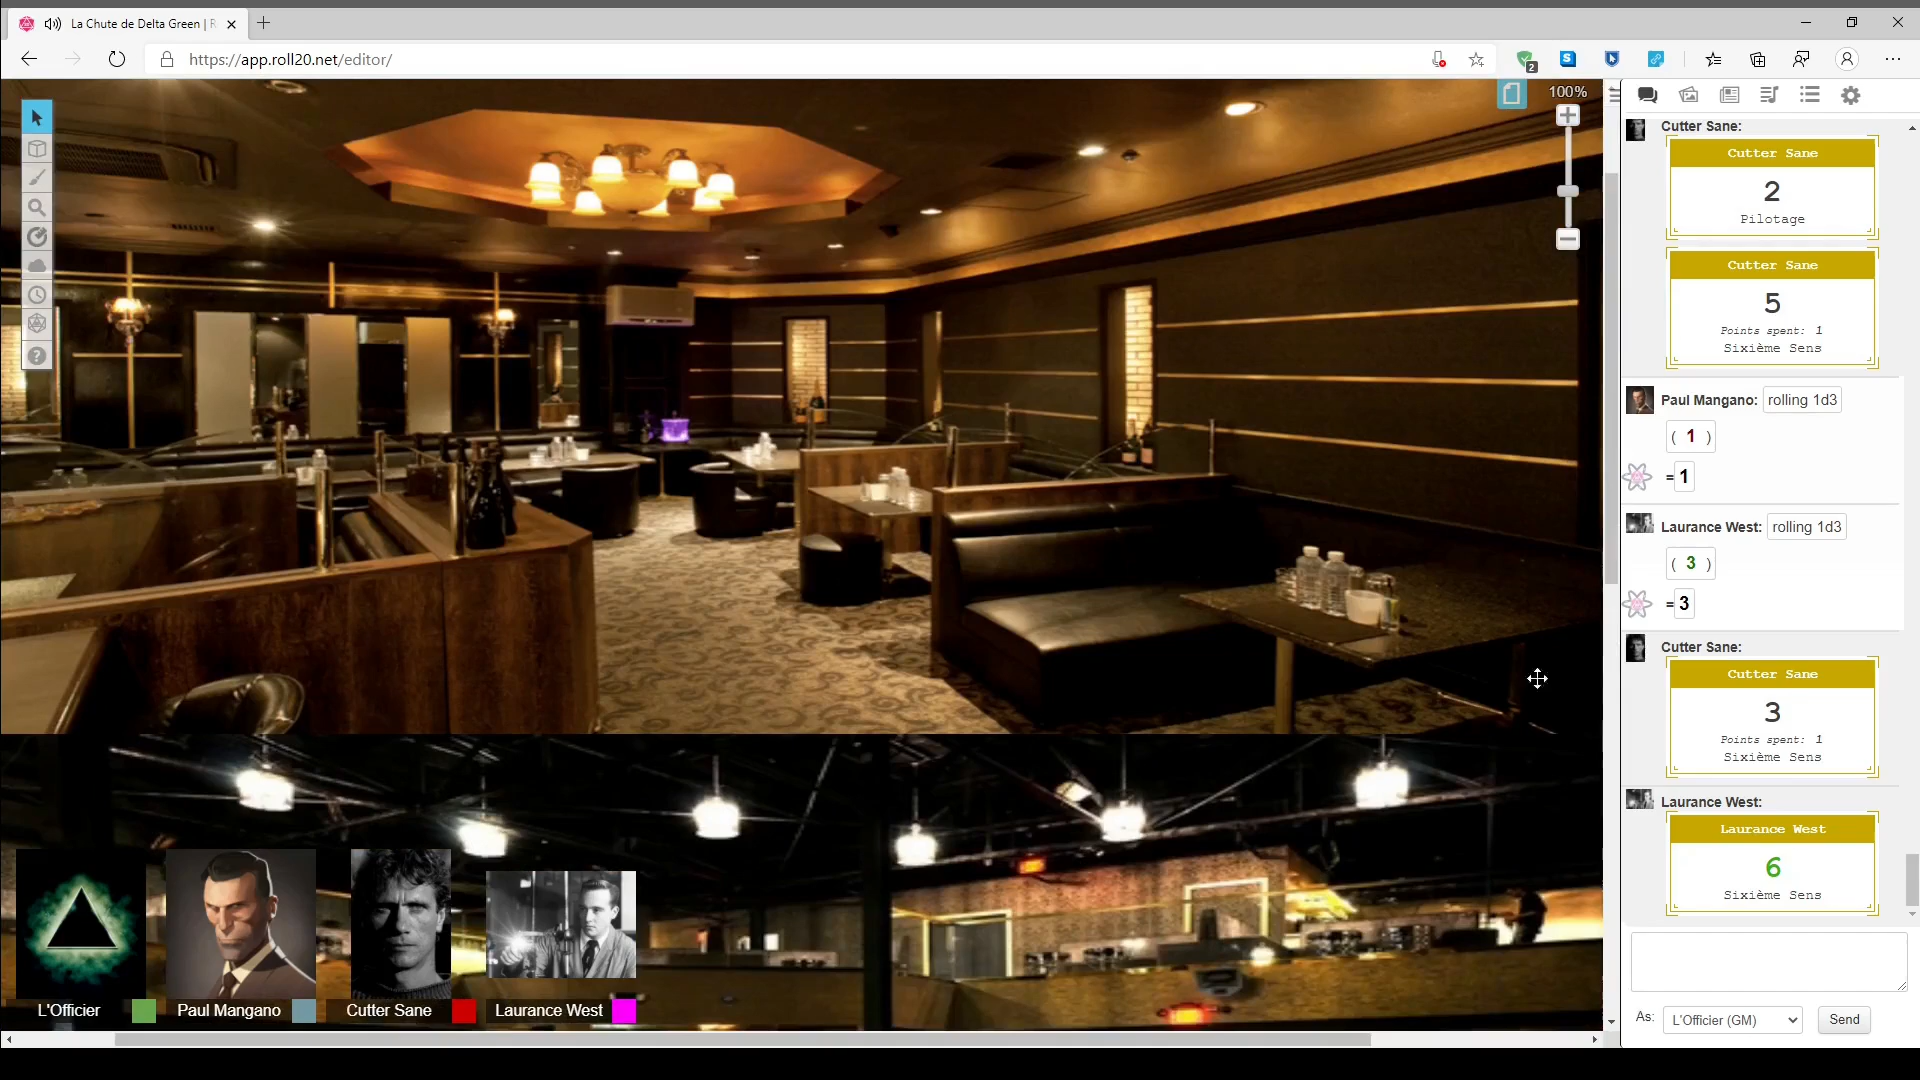 La Chute de Delta Green | R
https://app.roll20.net/editor/
2
100%
Cutter Sane:
Cutter Sane
2
Pilotage
Cutter Sane
5
Points spent: 1
Sixième Sens
Paul Mangano: rolling 1d3
( 1 )
=1
Laurance West: rolling 1d3
( 3 )
=3
Cutter Sane:
Cutter Sane
3
Points spent: 1
Sixième Sens
Laurance West:
Laurance West
6
Sixième Sens
L'Officier
Paul Mangano
Cutter Sane
Laurance West
As: L'Officier (GM) Send